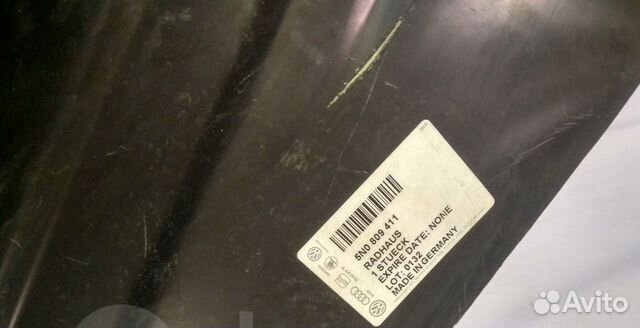 5N0 809 411
RADHAUS
1 STUECK
EXPIRE DATE: NONE
LOT: 0132
MADE IN GERMANY
Avito